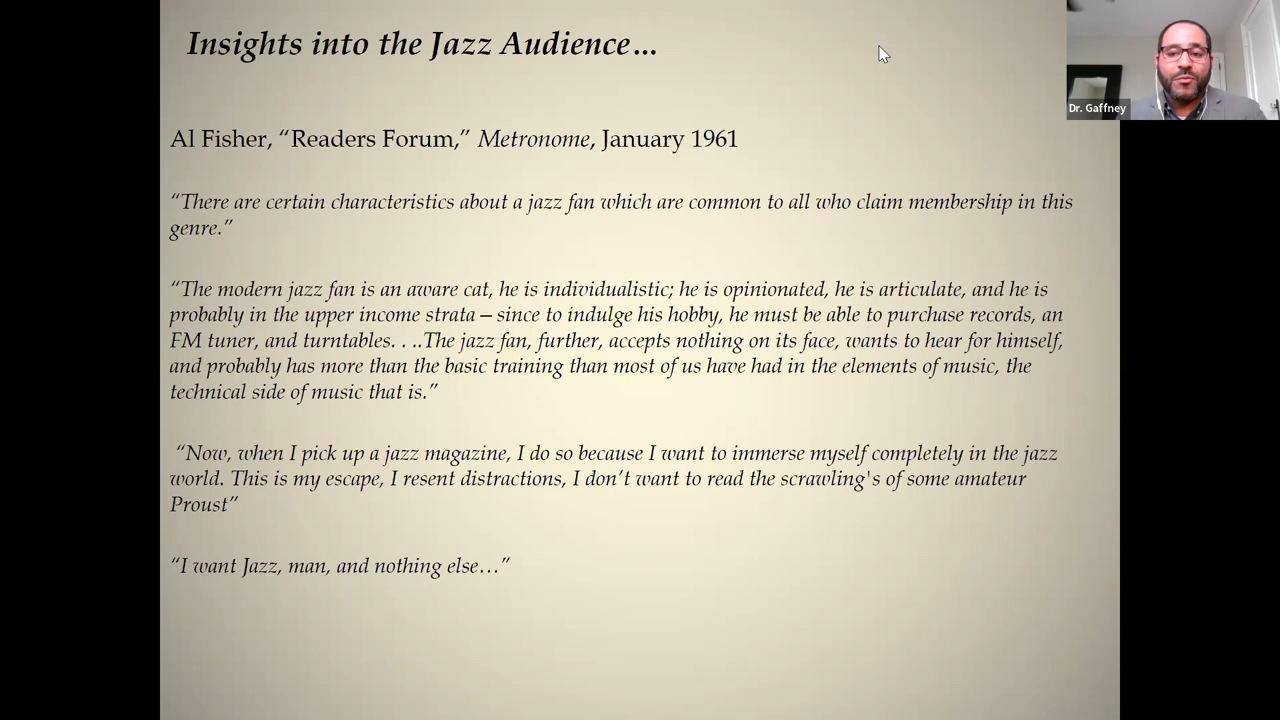 Insights into the Jazz Audience…
Dr. Gaffney
Al Fisher, “Readers Forum,” Metronome, January 1961
“There are certain characteristics about a jazz fan which are common to all who claim membership in this
genre.”
“The modern jazz fan is an aware cat, he is individualistic; he is opinionated, he is articulate, and he is
probably in the upper income strata – since to indulge his hobby, he must be able to purchase records, an
FM tuner, and turntables. . ..The jazz fan, further, accepts nothing on its face, wants to hear for himself,
and probably has more than the basic training than most of us have had in the elements of music, the
technical side of music that is.”
“Now, when I pick up a jazz magazine, I do so because I want to immerse myself completely in the jazz
world. This is my escape, I resent distractions, I don’t want to read the scrawling's of some amateur
Proust”
“I want Jazz, man, and nothing else…”